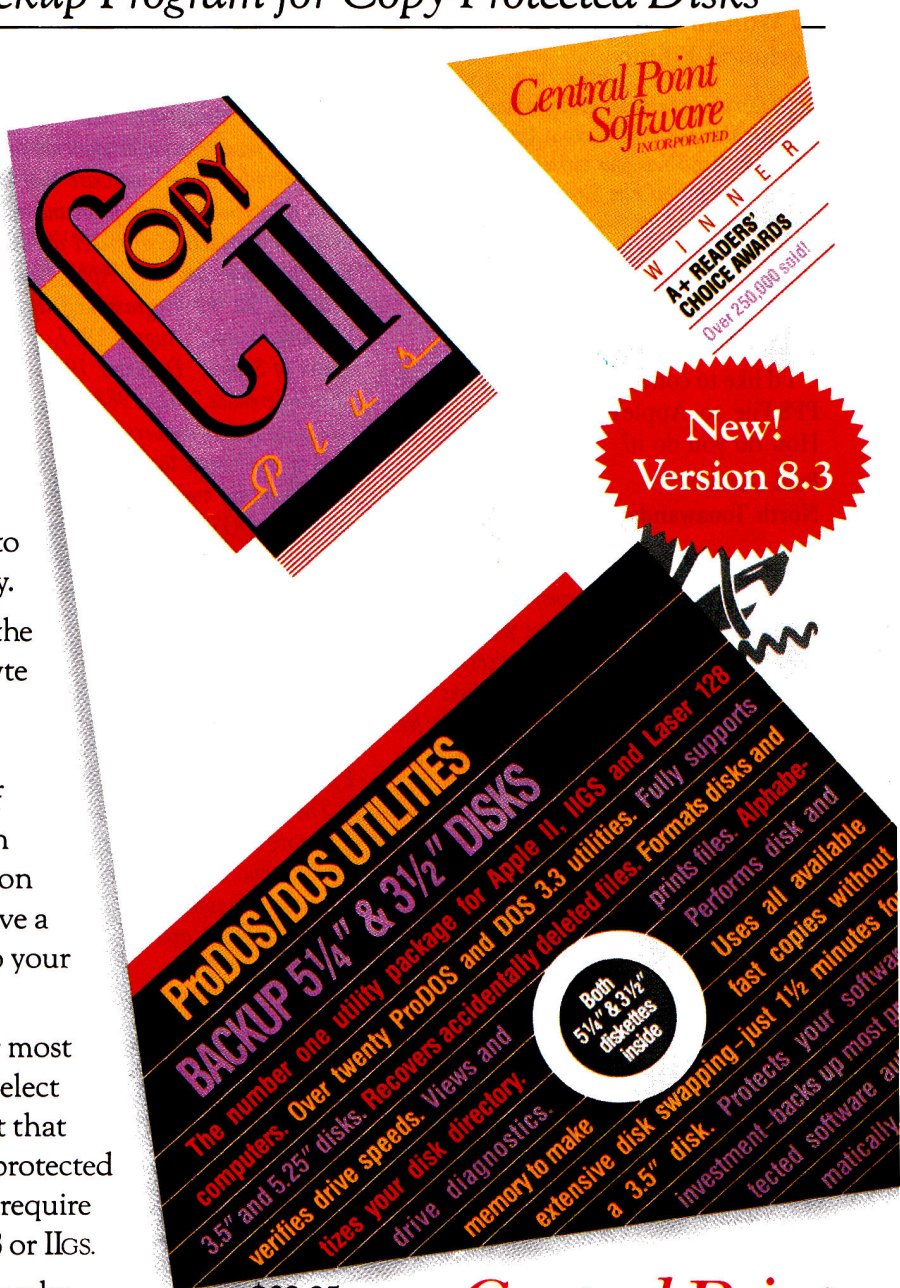 Backup Program for Copy Protected Disks
Central Point
Software
INCORPORATED
WINNER
A+ READERS'
CHOICE AWARDS
Over 250,000 sold!
COPY
II
Plus
New!
Version 8.3
to
y.
the
yte
f
n
on
ve a
o your
r most
elect
t that
protected
require
or IIGS.
ProDOS/DOS UTILITIES
BACKUP 5¼" & 3½" DISKS
The number one utility package for Apple II, IIGS and Laser 128
computers. Over twenty ProDOS and DOS 3.3 utilities. Fully supports
3.5" and 5.25" disks. Recovers accidentally deleted files. Formats disks and
verifies drive speeds. Views and prints files. Alphabe-
tizes your disk directory. Performs disk and
drive diagnostics. Uses all available
memory to make fast copies without
extensive disk swapping-just 1½ minutes for
a 3.5" disk. Protects your software
investment-backs up most pro
tected software auto
matically
Both
5¼" & 3½"
diskettes
inside
Central Point